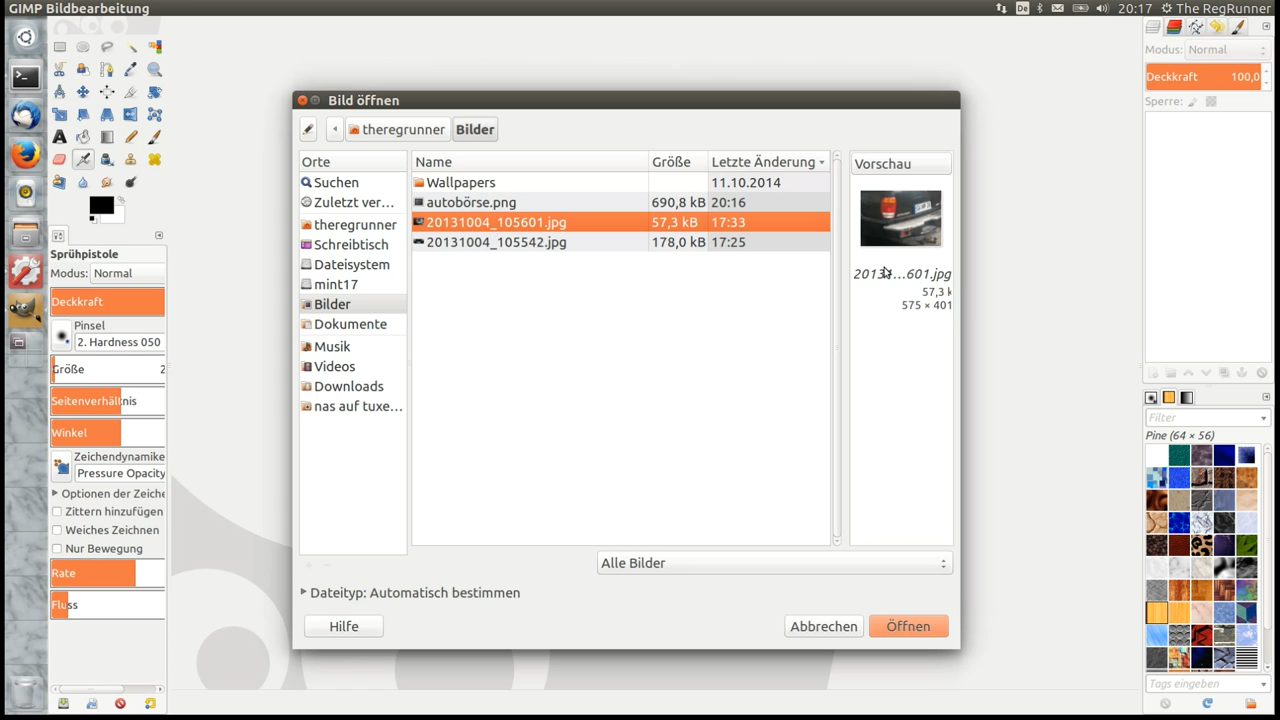 GIMP Bildbearbeitung
De
20:17
The RegRunner
Bild öffnen
theregrunner
Bilder
Orte
Suchen
Zuletzt ver...
theregrunner
Schreibtisch
Dateisystem
mint17
Bilder
Dokumente
Musik
Videos
Downloads
nas auf tuxe...
Name Größe Letzte Änderung
Wallpapers 11.10.2014
autobörse.png 690,8 kB 20:16
20131004_105601.jpg 57,3 kB 17:33
20131004_105542.jpg 178,0 kB 17:25
Vorschau
57,3 k
575 × 401
Alle Bilder
Dateityp: Automatisch bestimmen
Hilfe
Abbrechen
Öffnen
Sprühpistole
Modus: Normal
Deckkraft
Pinsel
2. Hardness 050
Größe 2
Seitenverhältnis
Winkel
Zeichendynamike
Pressure Opacity
Optionen der Zeiche
Zittern hinzufügen
Weiches Zeichnen
Nur Bewegung
Rate
Fluss
Modus: Normal
Deckkraft 100,0
Sperre:
Filter
Pine (64 × 56)
Tags eingeben